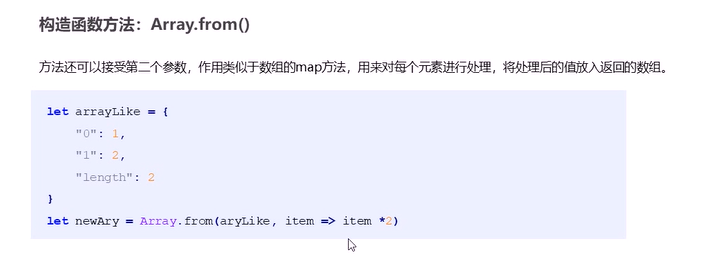 构造函数方法：Array.from()
方法还可以接受第二个参数，作用类似于数组的map方法，用来对每个元素进行处理，将处理后的值放入返回的数组。
let arrayLike = {
    "0": 1,
    "1": 2,
    "length": 2
}
let newAry = Array.from(aryLike, item => item *2)